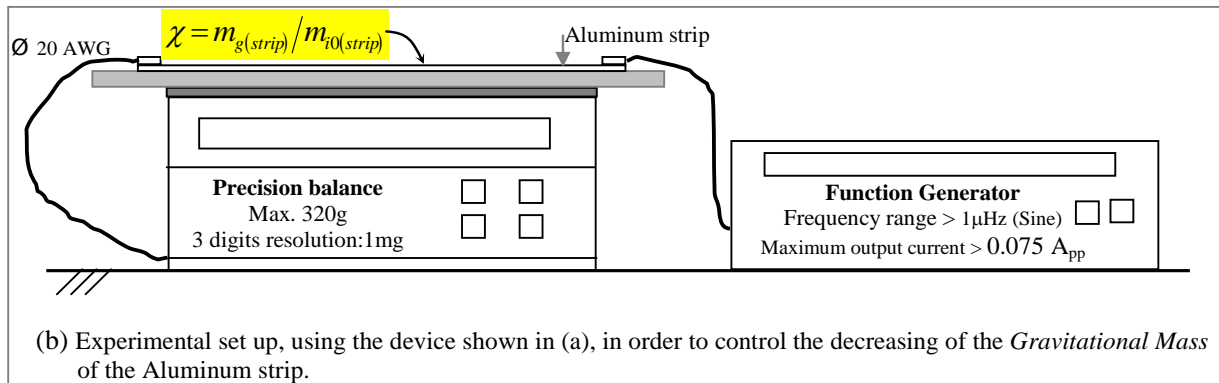 χ = m_g(strip)/m_i0(strip)
Aluminum strip
Ø 20 AWG
Precision balance
Max. 320g
3 digits resolution:1mg
Function Generator
Frequency range > 1μHz (Sine)
Maximum output current > 0.075 A_pp
(b) Experimental set up, using the device shown in (a), in order to control the decreasing of the Gravitational Mass
of the Aluminum strip.